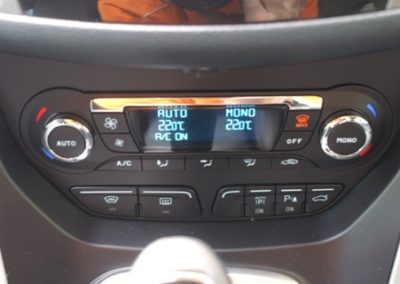 AUTO MONO
22.0°C 22.0°C
A/C ON
MAX
AUTO
OFF
MONO
A/C
ON ON